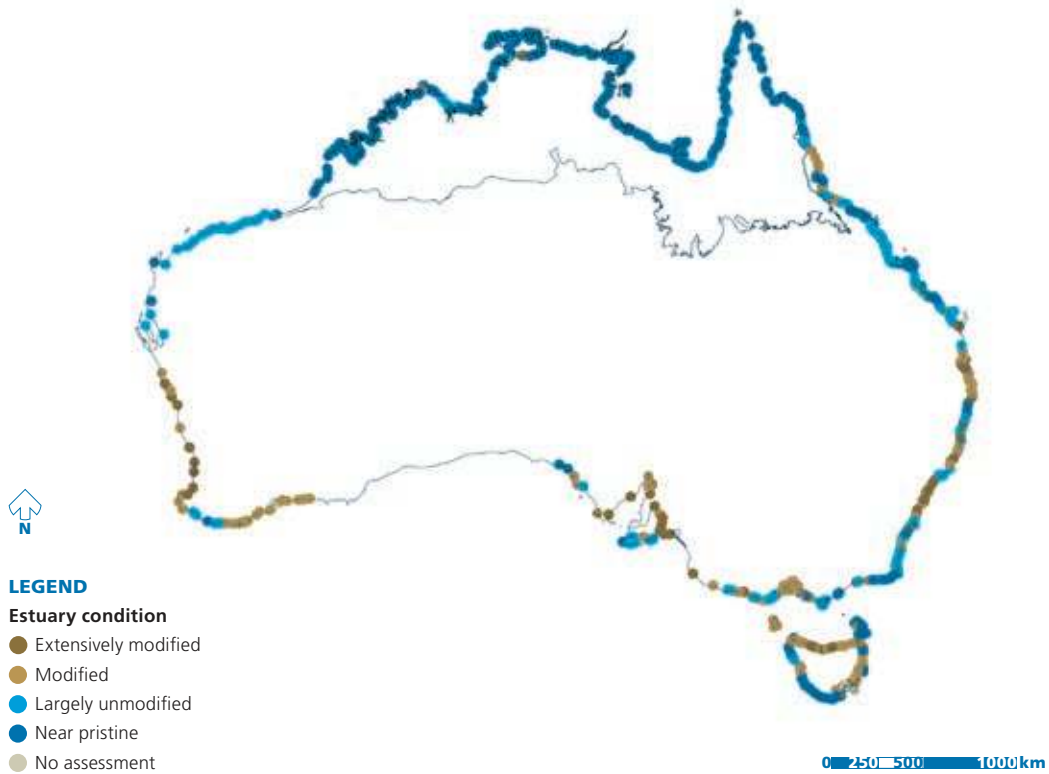 N
LEGEND
Estuary condition
Extensively modified
Modified
Largely unmodified
Near pristine
No assessment
0 250 500 1000 km